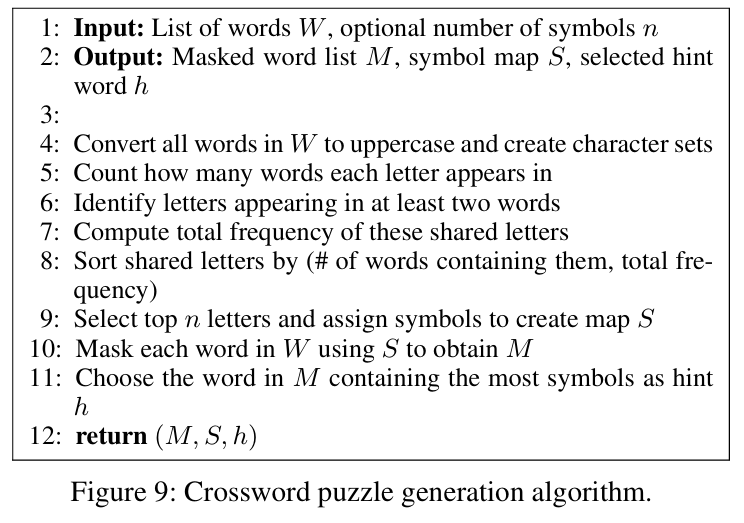 1: Input: List of words W, optional number of symbols n
2: Output: Masked word list M, symbol map S, selected hint
word h
3:
4: Convert all words in W to uppercase and create character sets
5: Count how many words each letter appears in
6: Identify letters appearing in at least two words
7: Compute total frequency of these shared letters
8: Sort shared letters by (# of words containing them, total fre-
quency)
9: Select top n letters and assign symbols to create map S
10: Mask each word in W using S to obtain M
11: Choose the word in M containing the most symbols as hint
h
12: return (M, S, h)
Figure 9: Crossword puzzle generation algorithm.